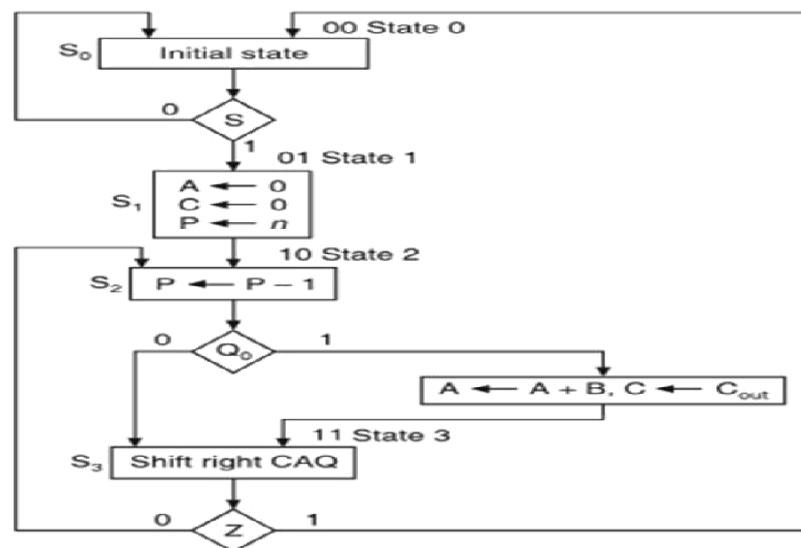 00 State 0
S₀ Initial state
0 S
1
01 State 1
A ← 0
S₁ C ← 0
P ← n
10 State 2
S₂ P ← P – 1
0 Q₀ 1
A ← A + B, C ← Cout
11 State 3
S₃ Shift right CAQ
0 Z 1